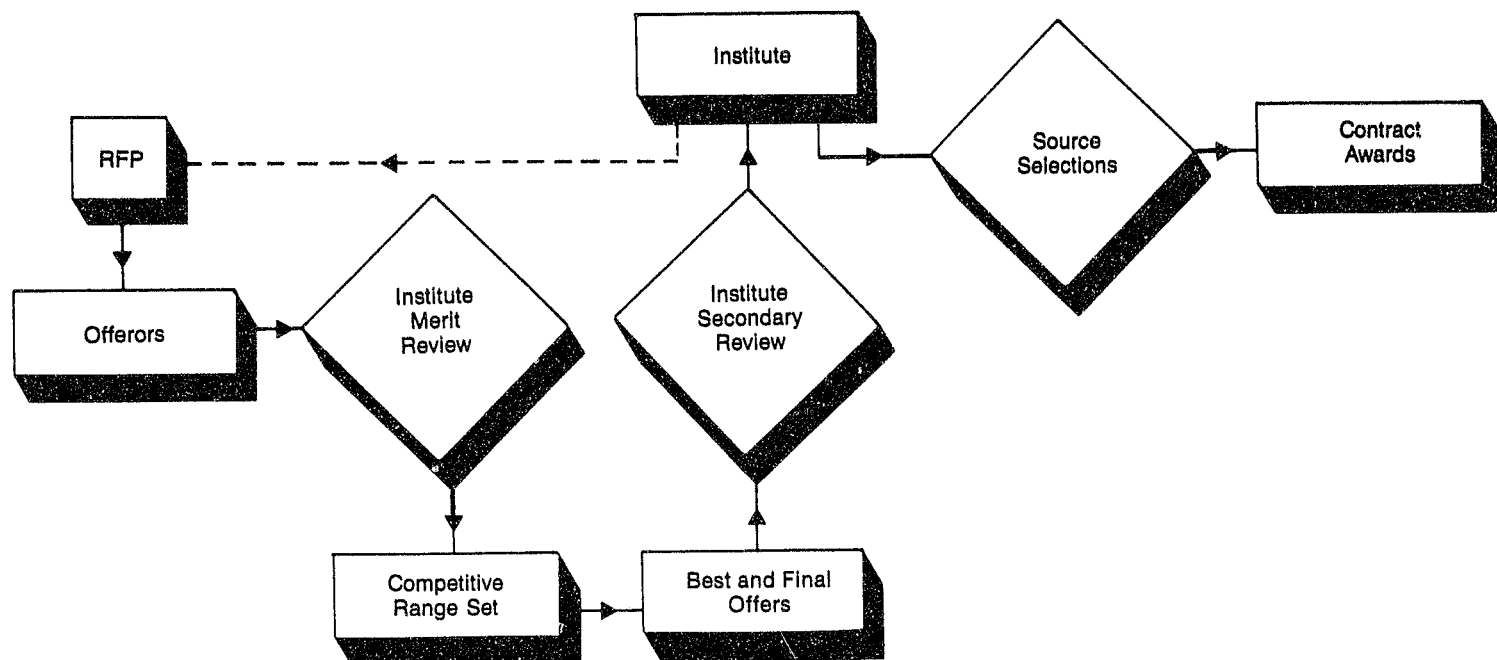 Institute
RFP
Source
Selections
Contract
Awards
Offerors
Institute
Merit
Review
Institute
Secondary
Review
Competitive
Range Set
Best and Final
Offers